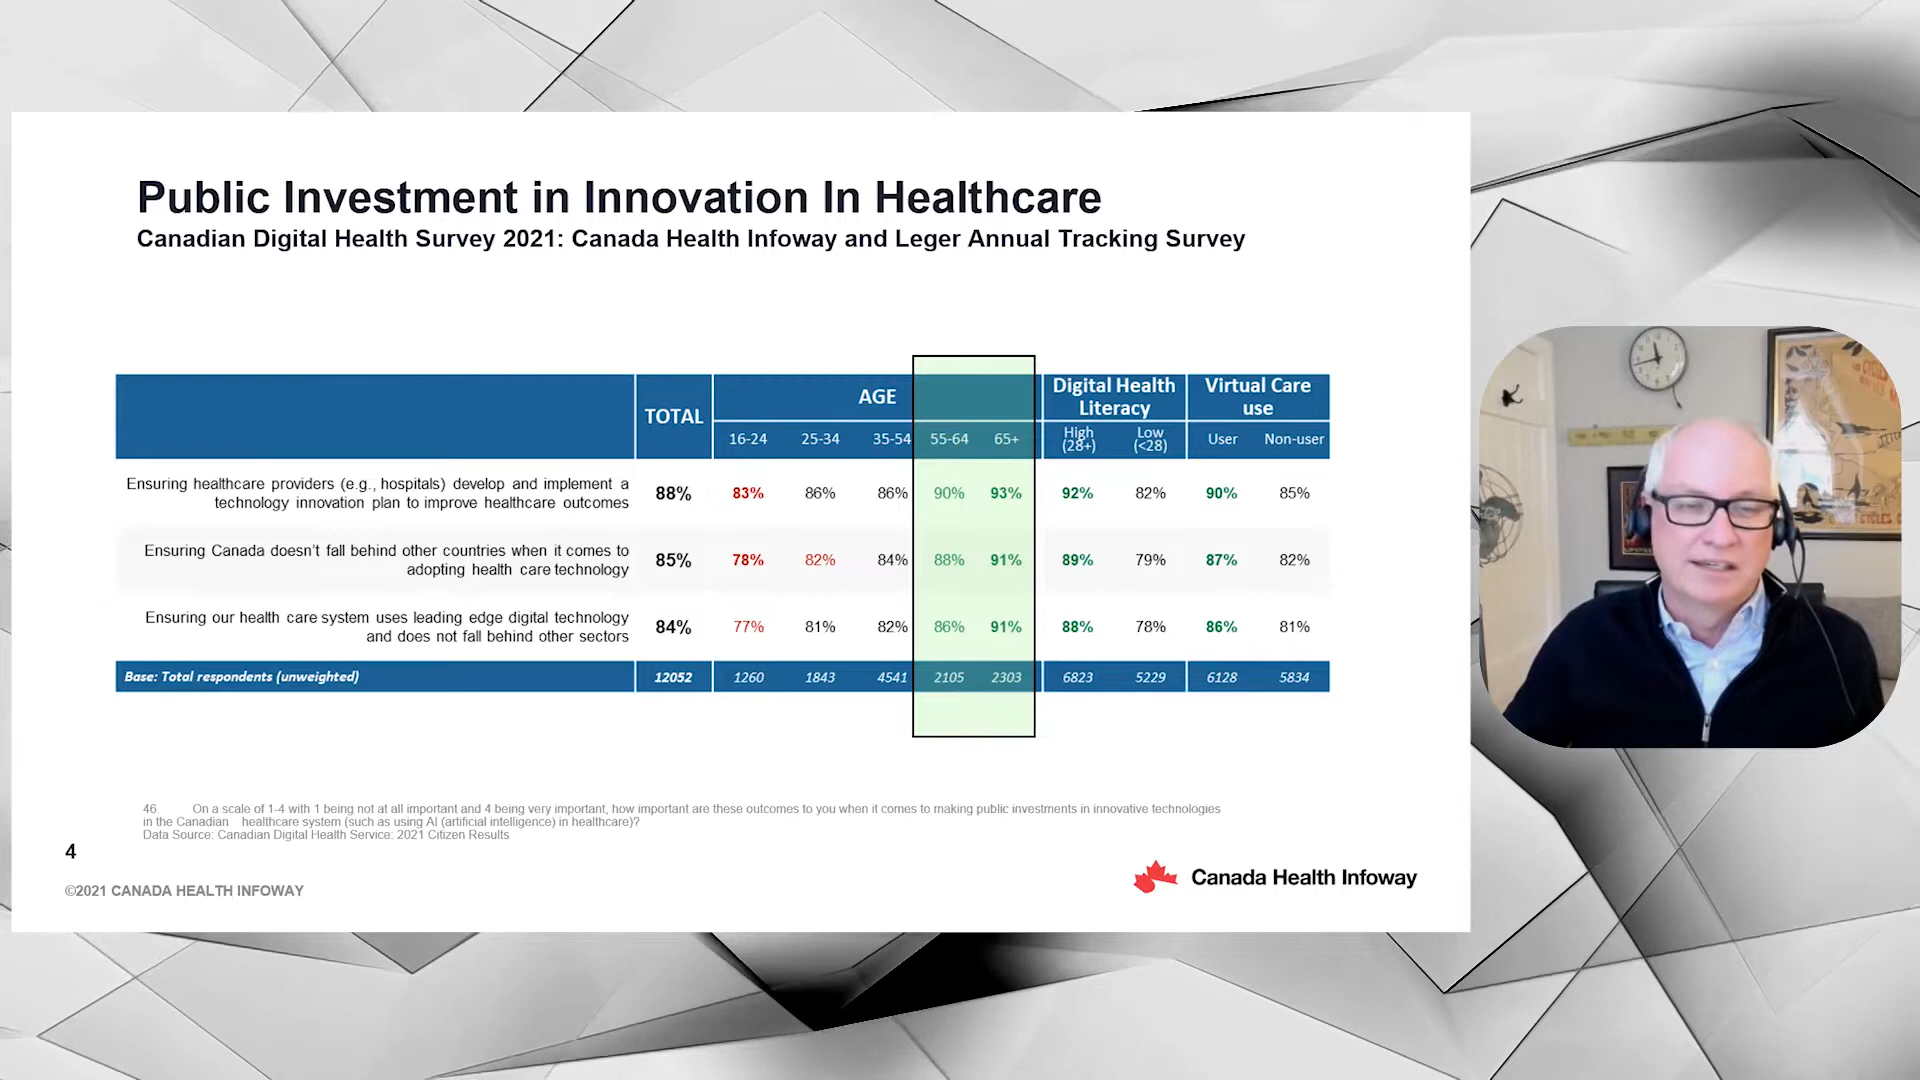 Public Investment in Innovation In Healthcare
Canadian Digital Health Survey 2021: Canada Health Infoway and Leger Annual Tracking Survey
TOTAL
AGE
Digital Health
Literacy
Virtual Care
use
16-24 25-34 35-54 55-64 65+
High
(28+)
Low
(<28)
User Non-user
Ensuring healthcare providers (e.g., hospitals) develop and implement a
technology innovation plan to improve healthcare outcomes
88% 83% 86% 86% 90% 93% 92% 82% 90% 85%
Ensuring Canada doesn't fall behind other countries when it comes to
adopting health care technology
85% 78% 82% 84% 88% 91% 89% 79% 87% 82%
Ensuring our health care system uses leading edge digital technology
and does not fall behind other sectors
84% 77% 81% 82% 86% 91% 88% 78% 86% 81%
Base: Total respondents (unweighted) 12052 1260 1843 4541 2105 2303 6823 5229 6128 5834
46. On a scale of 1-4 with 1 being not at all important and 4 being very important, how important are these outcomes to you when it comes to making public investments in innovative technologies
in the Canadian healthcare system (such as using AI (artificial intelligence) in healthcare)?
Data Source: Canadian Digital Health Service: 2021 Citizen Results
4
©2021 CANADA HEALTH INFOWAY
Canada Health Infoway